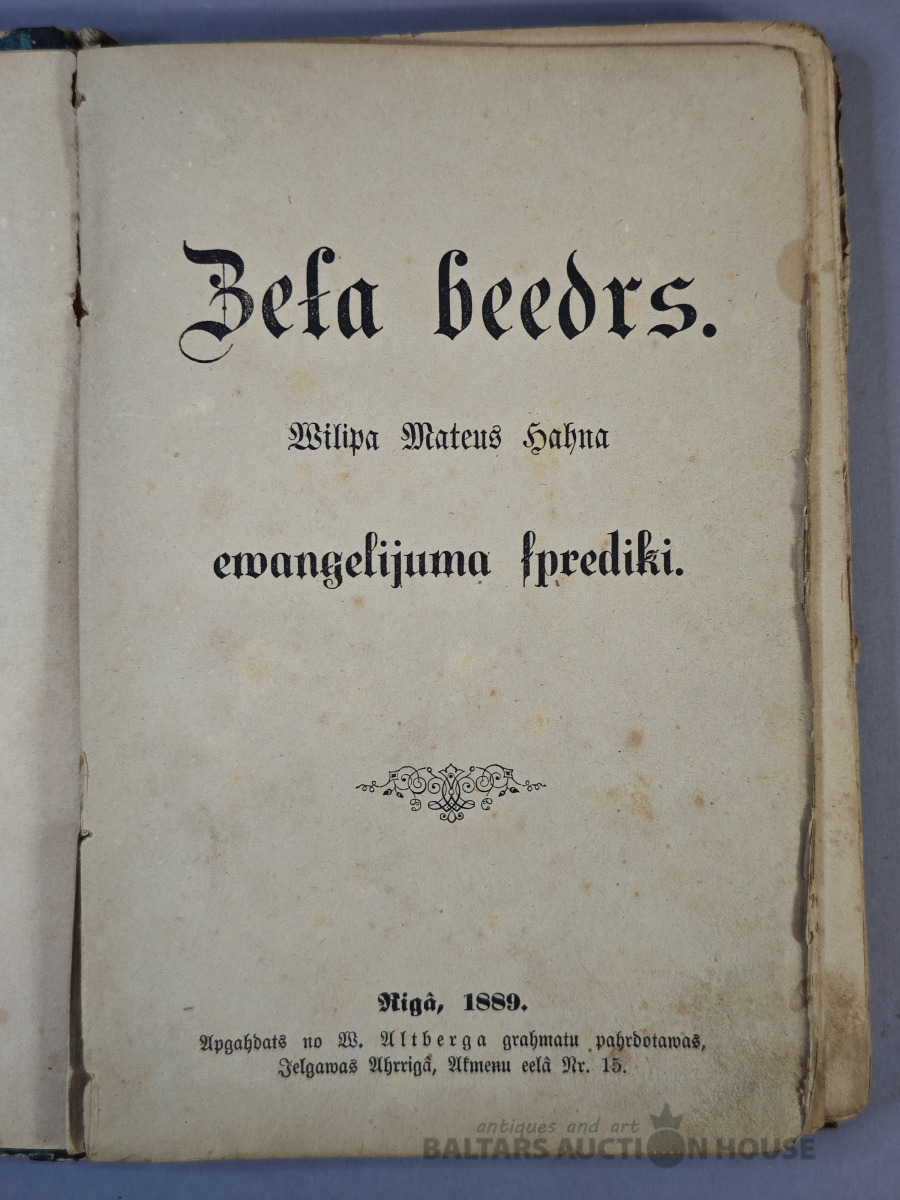 Zeła beedrs.
Wilipa Mateus Hahna
ewangelijuma ſprediki.
Rigâ, 1889.
Apgahdats no W. Altberga grahmatu pahrdotawas,
Jelgawas Ahrrigâ, Akmenu eelâ Nr. 15.
antiques and art
BALTARS AUCTION HOUSE